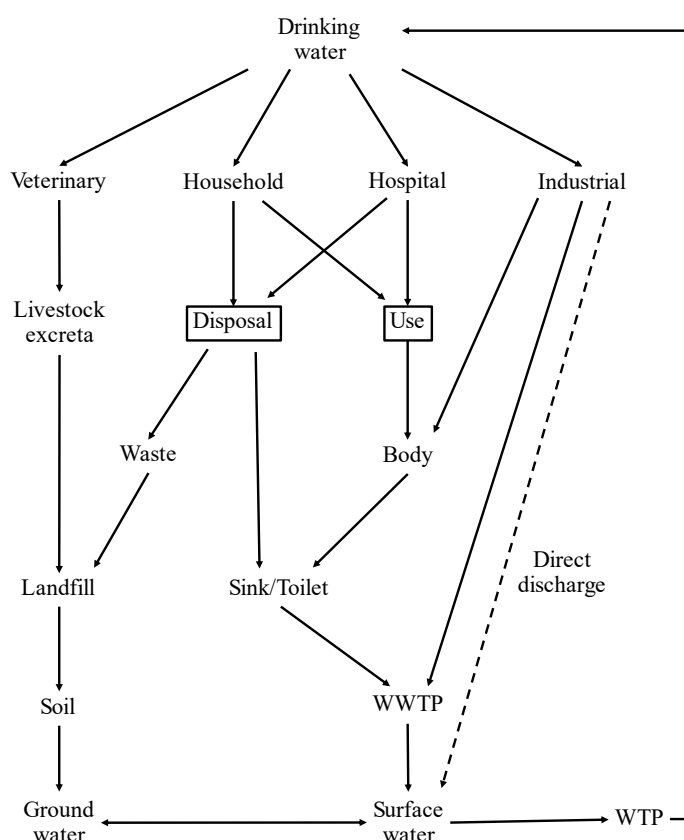 Drinking
water
Veterinary
Household
Hospital
Industrial
Livestock
excreta
Disposal
Use
Waste
Body
Direct
discharge
Landfill
Sink/Toilet
Soil
WWTP
Ground
water
Surface
water
WTP